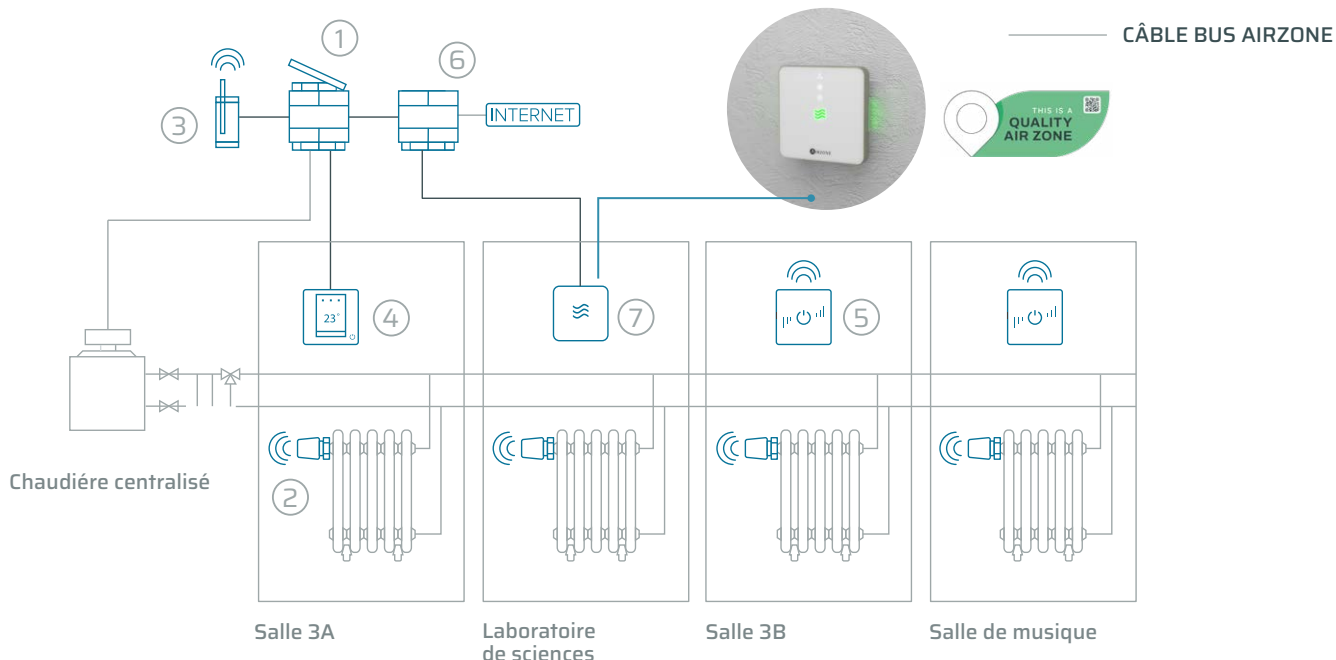 CÂBLE BUS AIRZONE
1
6
3
INTERNET
THIS IS A
QUALITY
AIR ZONE
AIRZONE
23°
4
7
5
2
Chaudiére centralisé
Salle 3A
Laboratoire
de sciences
Salle 3B
Salle de musique